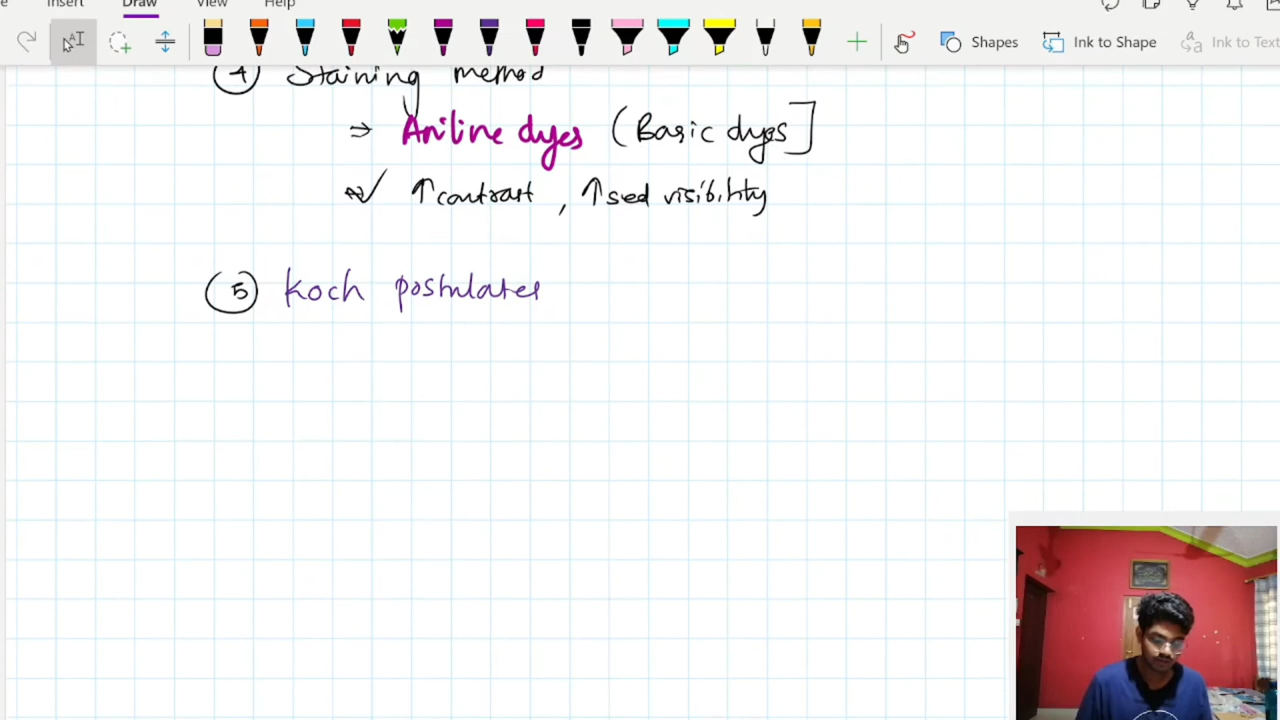 Insert Draw View Help
Shapes Ink to Shape Ink to Text
4 Staining method
⇒ Aniline dyes (Basic dyes]
↑contrast , ↑sed visibility
5 Koch postulates